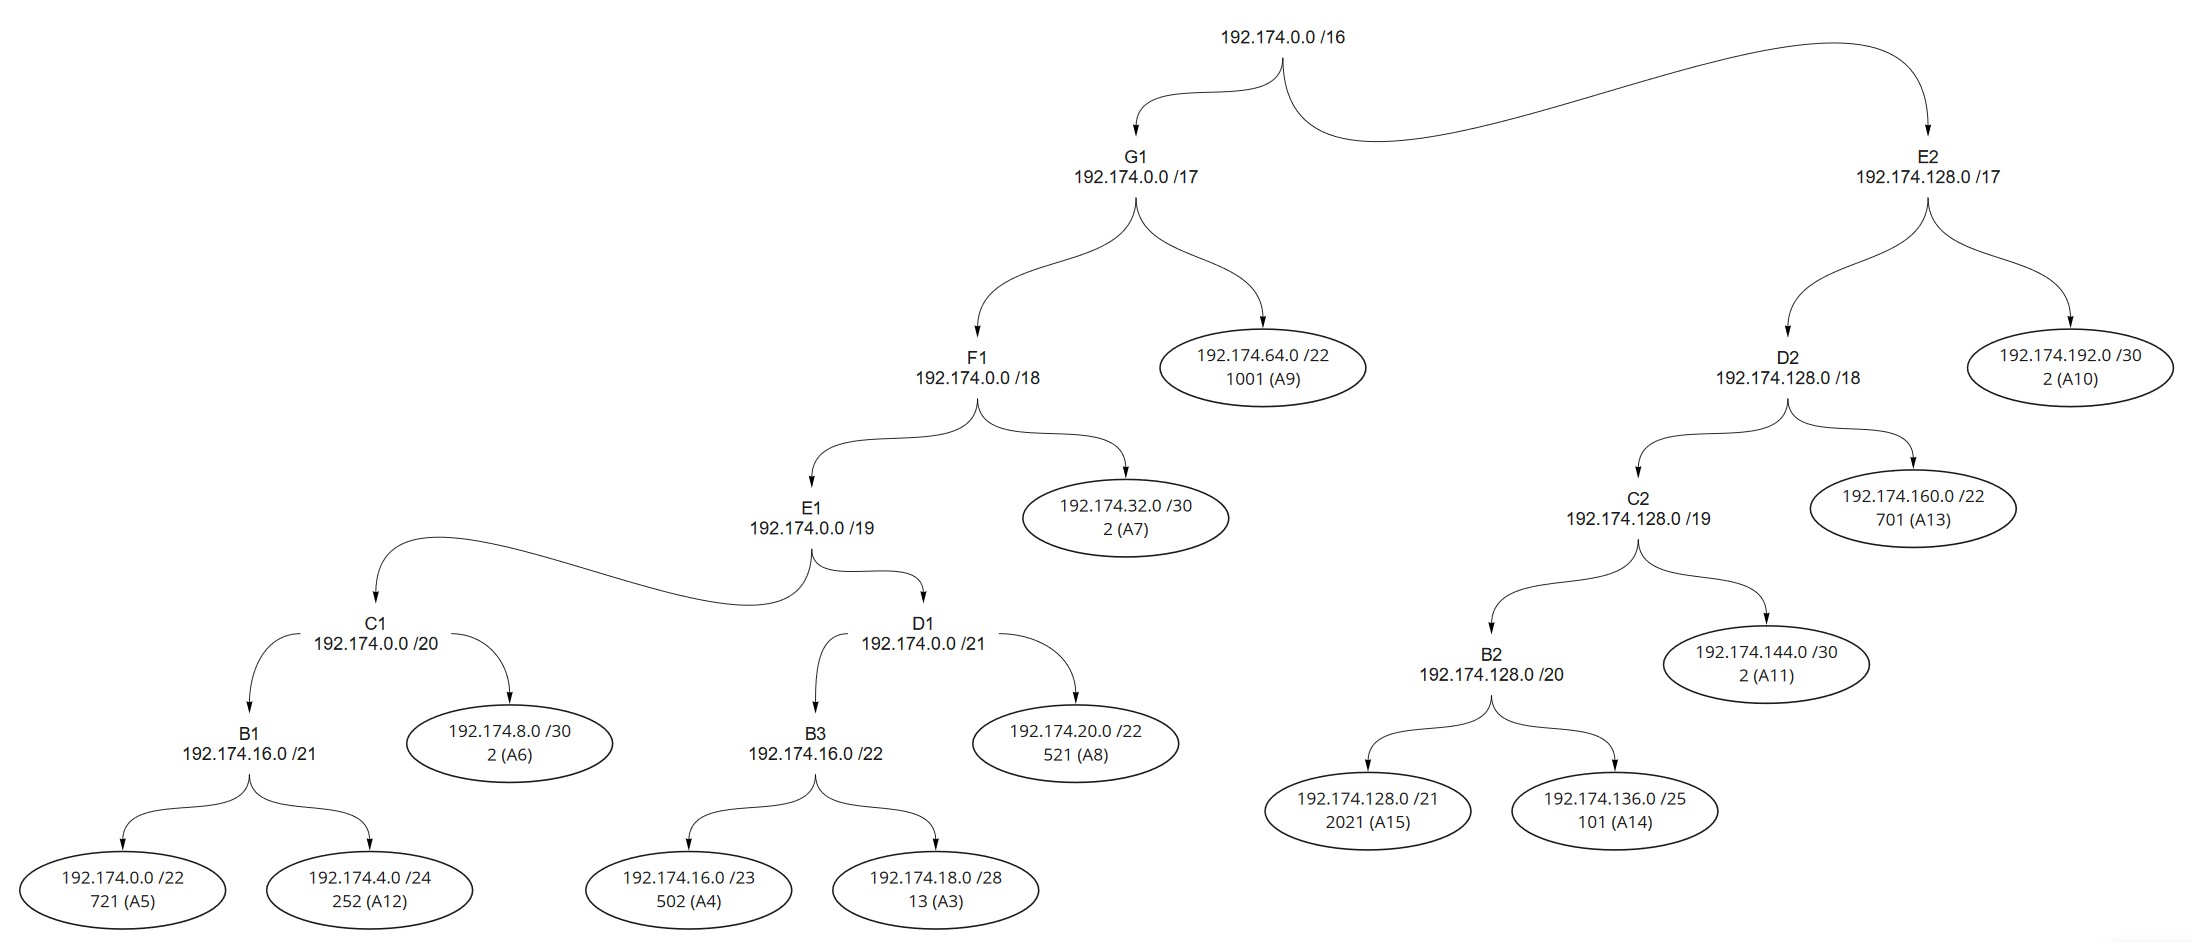 192.174.0.0 /16
G1
192.174.0.0 /17
E2
192.174.128.0 /17
F1
192.174.0.0 /18
192.174.64.0 /22
1001 (A9)
D2
192.174.128.0 /18
192.174.192.0 /30
2 (A10)
E1
192.174.0.0 /19
192.174.32.0 /30
2 (A7)
C2
192.174.128.0 /19
192.174.160.0 /22
701 (A13)
C1
192.174.0.0 /20
D1
192.174.0.0 /21
B2
192.174.128.0 /20
192.174.144.0 /30
2 (A11)
B1
192.174.16.0 /21
192.174.8.0 /30
2 (A6)
B3
192.174.16.0 /22
192.174.20.0 /22
521 (A8)
192.174.128.0 /21
2021 (A15)
192.174.136.0 /25
101 (A14)
192.174.0.0 /22
721 (A5)
192.174.4.0 /24
252 (A12)
192.174.16.0 /23
502 (A4)
192.174.18.0 /28
13 (A3)